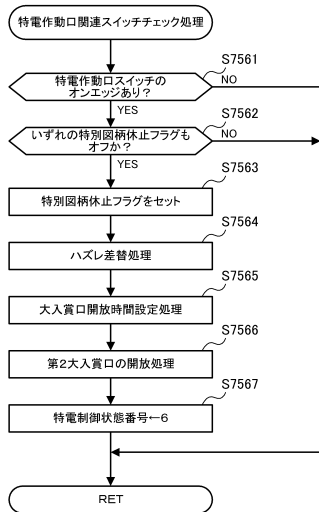 特電作動口関連スイッチチェック処理
S7561
特電作動口スイッチの
オンエッジあり？
NO
YES
S7562
いずれの特別図柄休止フラグも
オフか？
NO
YES
S7563
特別図柄休止フラグをセット
S7564
ハズレ差替処理
S7565
大入賞口開放時間設定処理
S7566
第2大入賞口の開放処理
S7567
特電制御状態番号←6
RET